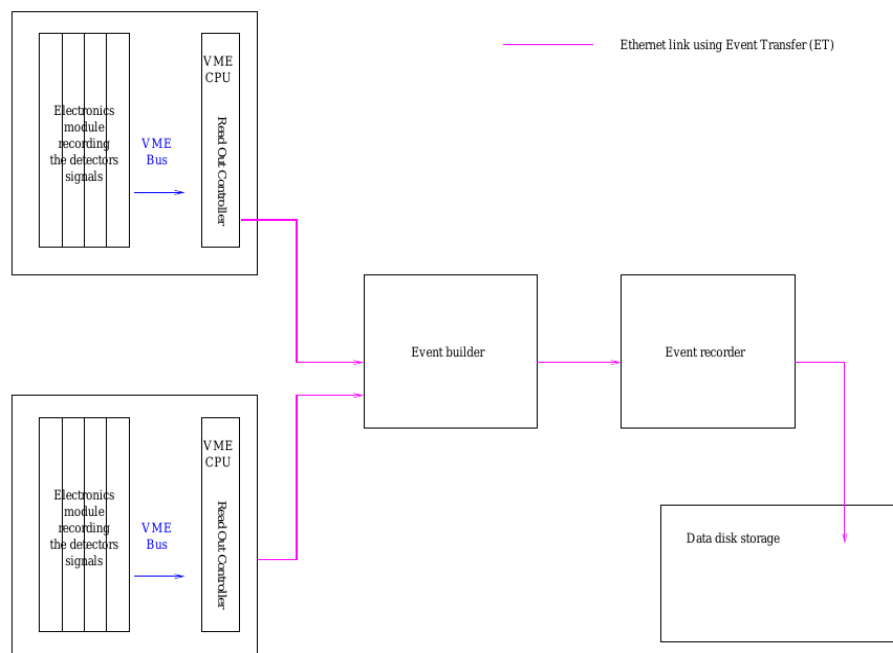 Ethernet link using Event Transfer (ET)
VME
CPU
Electronics
module
recording
the detectors
signals
VME
Bus
Read Out Controller
Event builder
Event recorder
VME
CPU
Electronics
module
recording
the detectors
signals
VME
Bus
Read Out Controller
Data disk storage